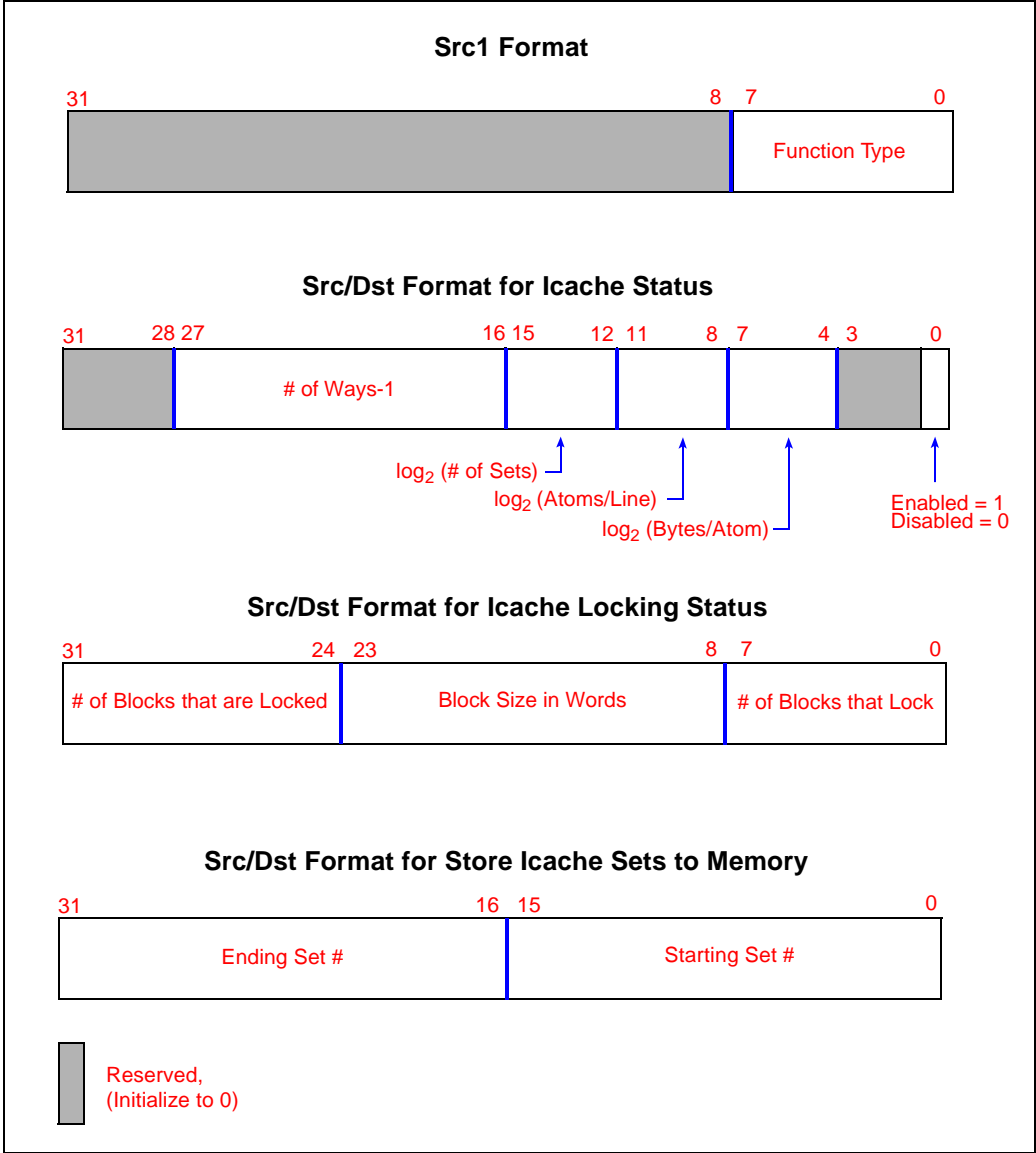 Src1 Format
31 8 7 0
Function Type
Src/Dst Format for Icache Status
31 28 27 16 15 12 11 8 7 4 3 0
# of Ways-1
log2 (# of Sets)
log2 (Atoms/Line)
log2 (Bytes/Atom)
Enabled = 1
Disabled = 0
Src/Dst Format for Icache Locking Status
31 24 23 8 7 0
# of Blocks that are Locked Block Size in Words # of Blocks that Lock
Src/Dst Format for Store Icache Sets to Memory
31 16 15 0
Ending Set # Starting Set #
Reserved,
(Initialize to 0)